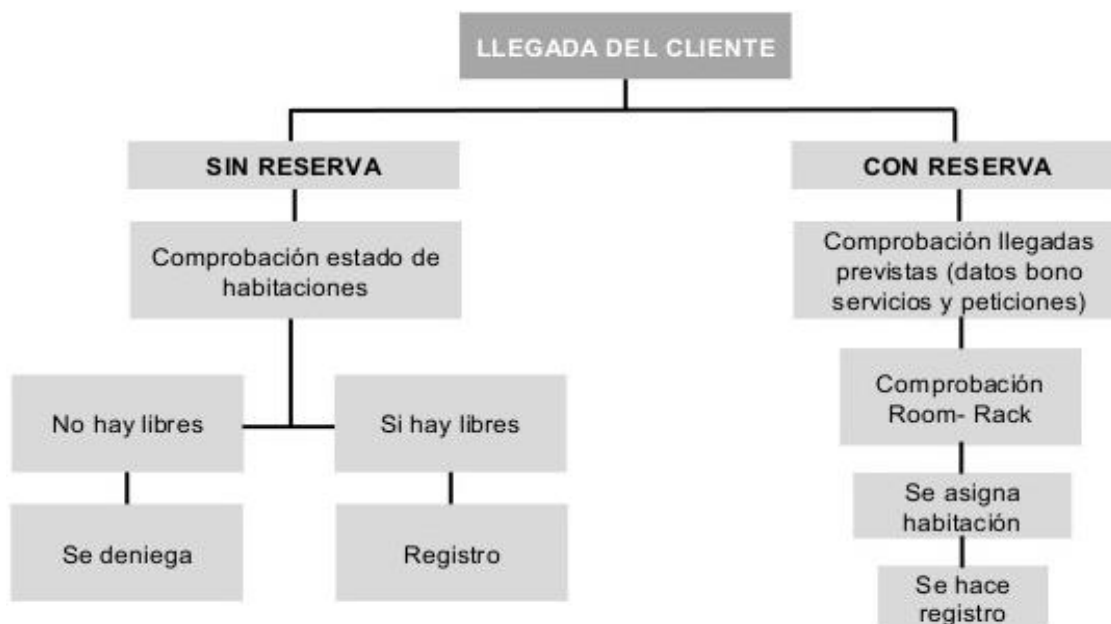 LLEGADA DEL CLIENTE
SIN RESERVA
Comprobación estado de
habitaciones
No hay libres
Se deniega
Si hay libres
Registro
CON RESERVA
Comprobación llegadas
previstas (datos bono
servicios y peticiones)
Comprobación
Room- Rack
Se asigna
habitación
Se hace
registro